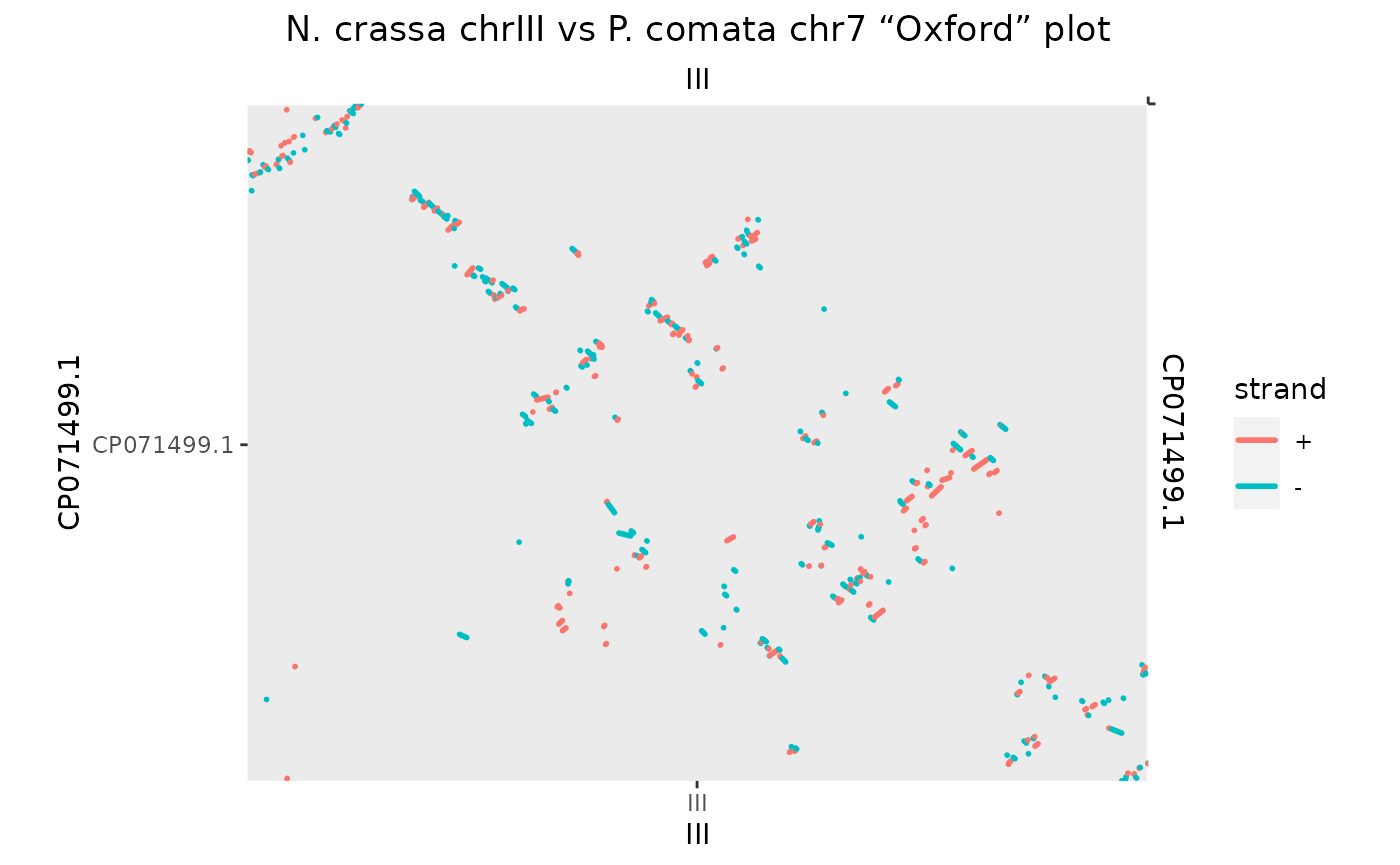 N. crassa chrIII vs P. comata chr7 “Oxford” plot
III
CP071499.1
CP071499.1
CP071499.1
strand
+
-
III
III